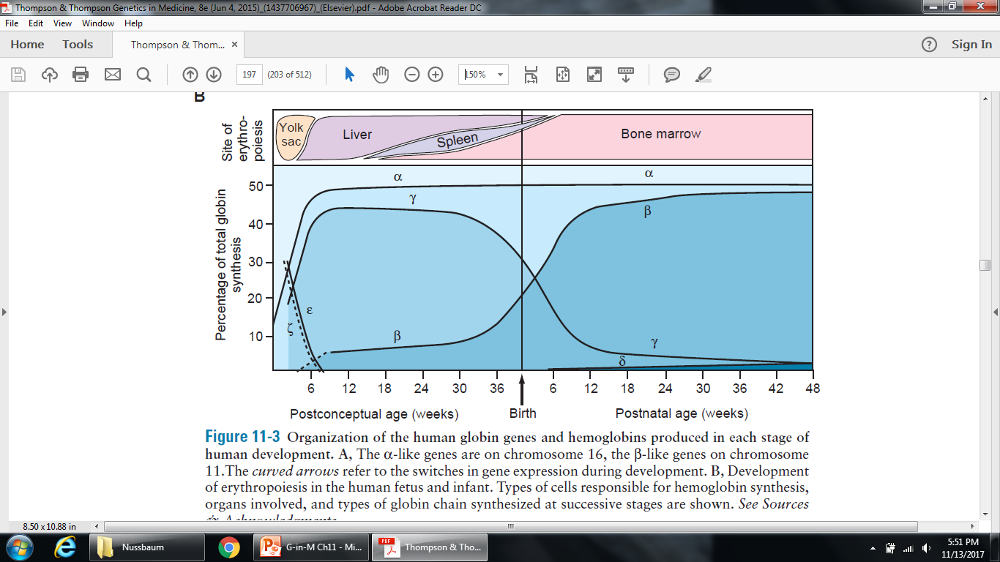 Thompson & Thompson Genetics in Medicine, 8e (Jun 4, 2015)_(1437706967)_(Elsevier).pdf - Adobe Acrobat Reader DC
File Edit View Window Help
Home Tools Thompson & Thom... × ? Sign In
197 (203 of 512) 150%
B
Site of
erythro-
poiesis
Yolk
sac
Liver
Spleen
Bone marrow
Percentage of total globin
synthesis
50
40
30
20
10
α α
γ
β
ε
ζ
β
γ
δ
6 12 18 24 30 36 6 12 18 24 30 36 42 48
Postconceptual age (weeks) Birth Postnatal age (weeks)
Figure 11-3 Organization of the human globin genes and hemoglobins produced in each stage of
human development. A, The α-like genes are on chromosome 16, the β-like genes on chromosome
11.The curved arrows refer to the switches in gene expression during development. B, Development
of erythropoiesis in the human fetus and infant. Types of cells responsible for hemoglobin synthesis,
organs involved, and types of globin chain synthesized at successive stages are shown. See Sources
& Acknowledgments.
8.50 x 10.88 in
Nussbaum
G-in-M Ch11 - Mi...
PDF
Thompson & Tho...
5:51 PM
11/13/2017